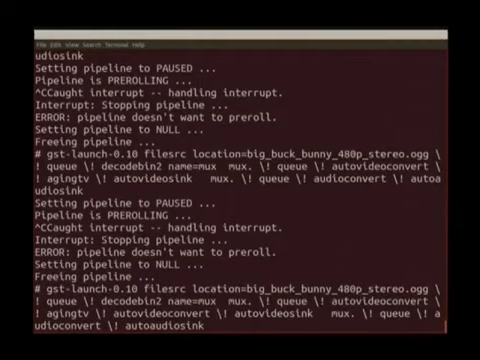 File Edit View Search Terminal Help
udiosink
Setting pipeline to PAUSED ...
Pipeline is PREROLLING ...
^CCaught interrupt -- handling interrupt.
Interrupt: Stopping pipeline ...
ERROR: pipeline doesn't want to preroll.
Setting pipeline to NULL ...
Freeing pipeline ...
# gst-launch-0.10 filesrc location=big_buck_bunny_480p_stereo.ogg \
! queue \! decodebin2 name=mux  mux. \! queue \! autovideoconvert \
! agingtv \! autovideosink   mux. \! queue \! audioconvert \! autoa
udiosink
Setting pipeline to PAUSED ...
Pipeline is PREROLLING ...
^CCaught interrupt -- handling interrupt.
Interrupt: Stopping pipeline ...
ERROR: pipeline doesn't want to preroll.
Setting pipeline to NULL ...
Freeing pipeline ...
# gst-launch-0.10 filesrc location=big_buck_bunny_480p_stereo.ogg \
! queue \! decodebin2 name=mux  mux. \! queue \! autovideoconvert \
! agingtv \! autovideoconvert \! autovideosink   mux. \! queue \! a
udioconvert \! autoaudiosink